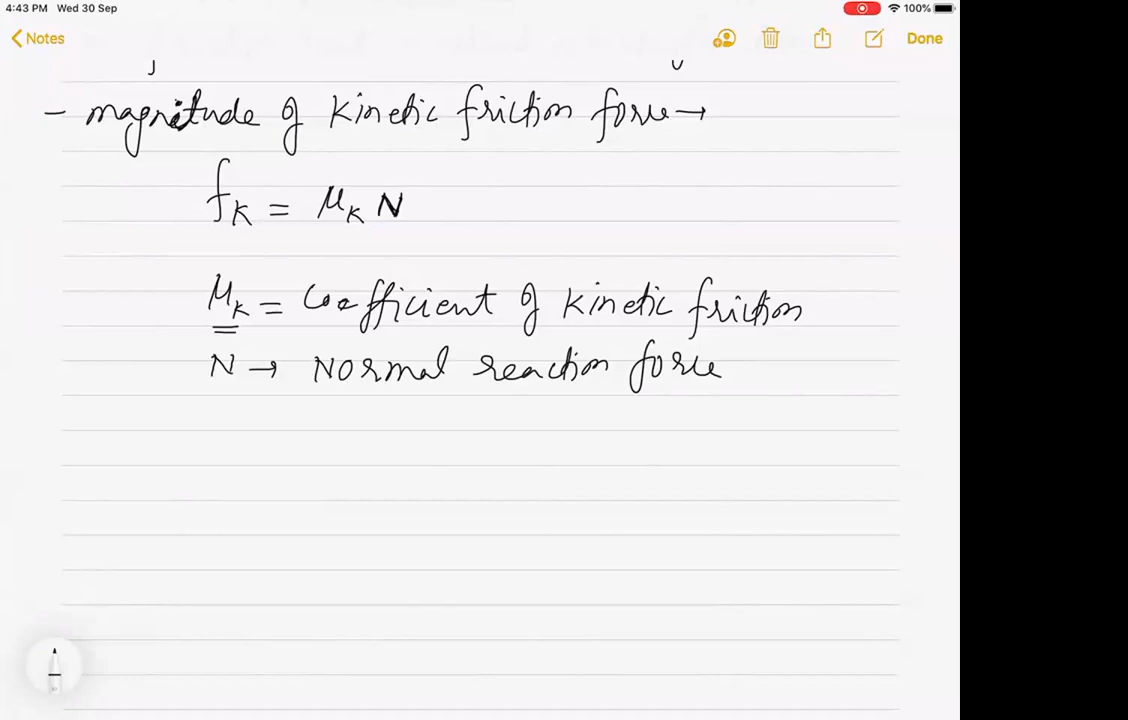 4:43 PM Wed 30 Sep 100%
Notes Done
- magnitude of kinetic friction force →
fK = μK N
μk = Coefficient of kinetic friction
N → Normal reaction force